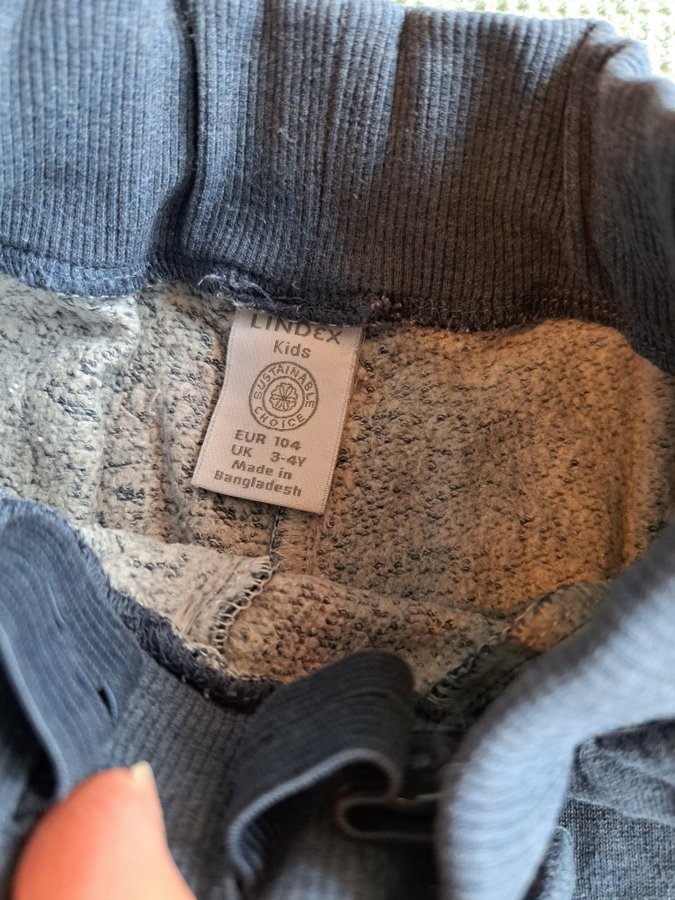 LINDEX
Kids
SUSTAINABLE
CHOICE
EUR 104
UK 3-4Y
Made in
Bangladesh